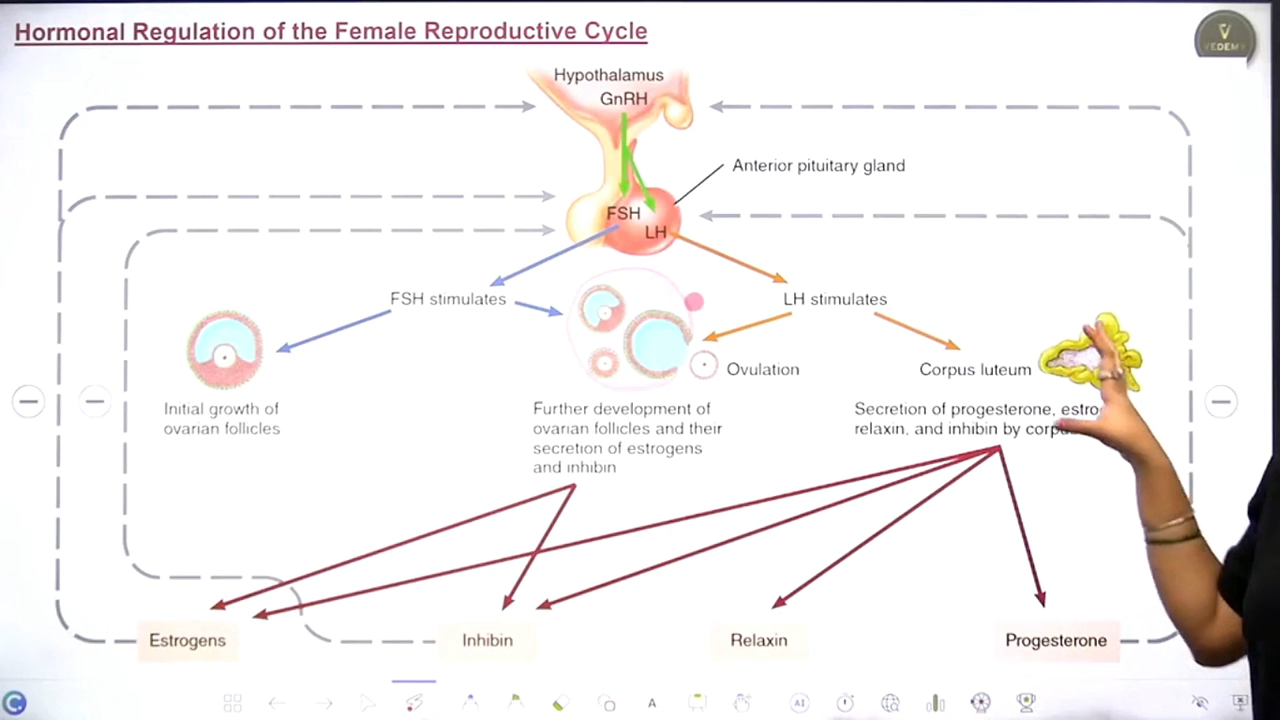 Hormonal Regulation of the Female Reproductive Cycle
VEDEM
Hypothalamus
GnRH
Anterior pituitary gland
FSH
LH
FSH stimulates
LH stimulates
Ovulation
Corpus luteum
Initial growth of
ovarian follicles
Further development of
ovarian follicles and their
secretion of estrogens
and inhibin
Secretion of progesterone, estro
relaxin, and inhibin by corp
Estrogens
Inhibin
Relaxin
Progesterone
A
AI